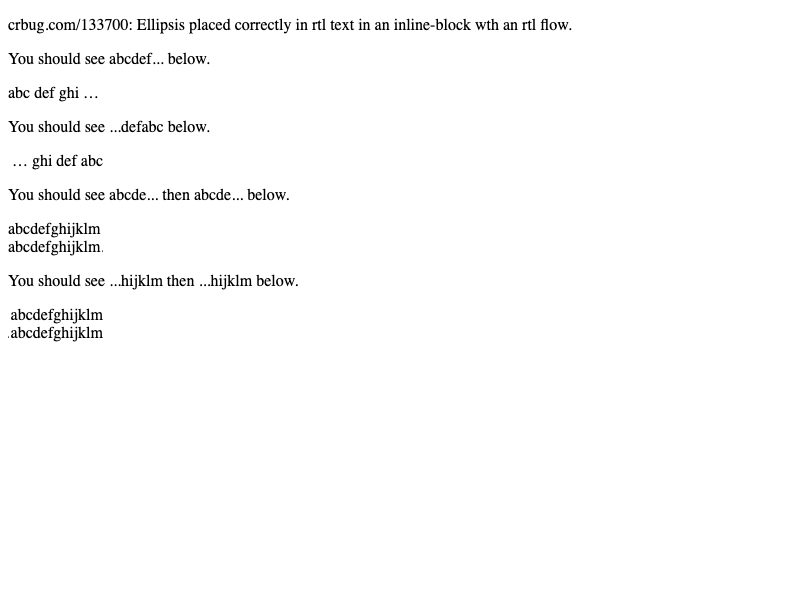 crbug.com/133700: Ellipsis placed correctly in rtl text in an inline-block wth an rtl flow.
You should see abcdef... below.
abc def ghi …
You should see ...defabc below.
… ghi def abc
You should see abcde... then abcde... below.
abcdefghijklm
abcdefghijklm.
You should see ...hijklm then ...hijklm below.
abcdefghijklm
.abcdefghijklm